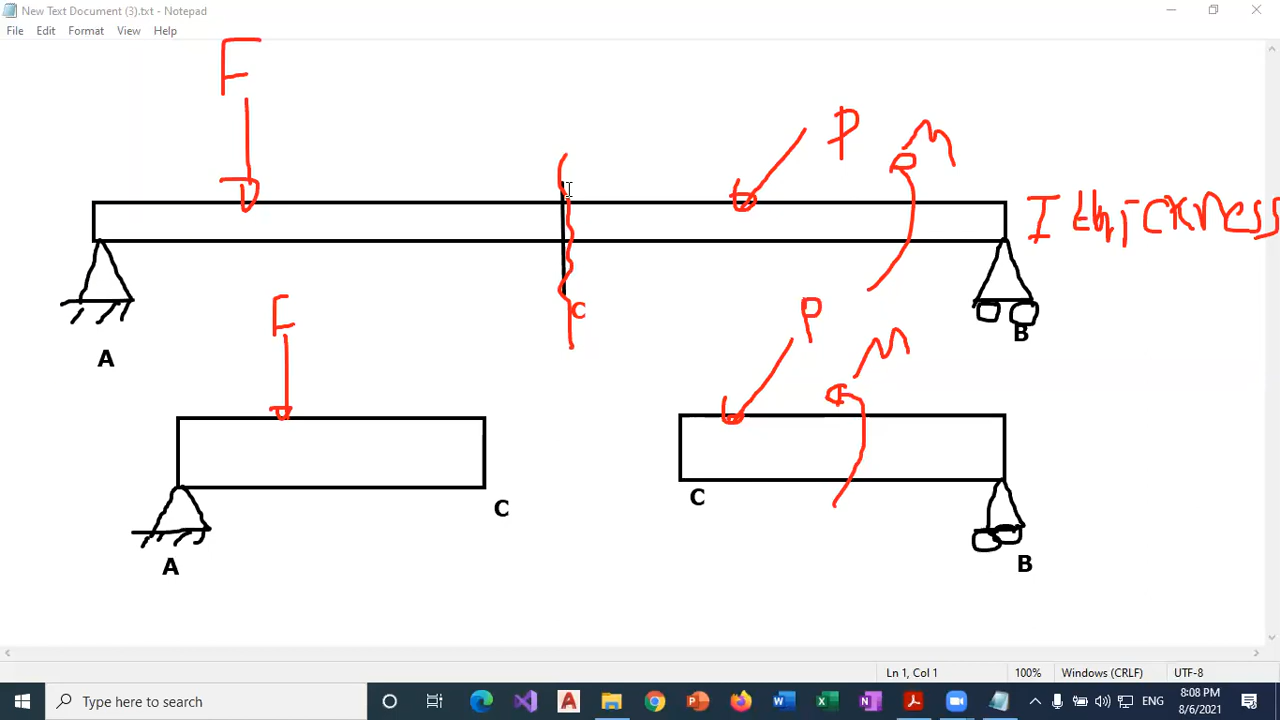 New Text Document (3).txt - Notepad
File Edit Format View Help
F
P
M
I thickness
C
A
B
F
P
M
C
C
A
B
Ln 1, Col 1 100% Windows (CRLF) UTF-8
Type here to search
ENG
8:08 PM
8/6/2021